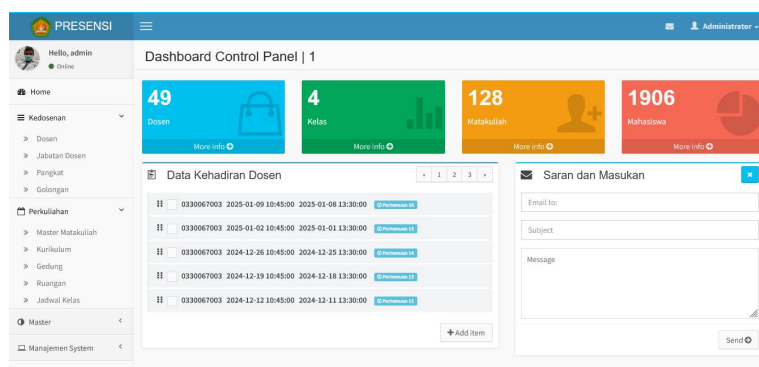 PRESENSI
Administrator
Hello, admin
Online
Home
Kedosenan
Dosen
Jabatan Dosen
Pangkat
Golongan
Perkuliahan
Master Matakuliah
Kurikulum
Gedung
Ruangan
Jadwal Kelas
Master
Manajemen System
Dashboard Control Panel | 1
49
Dosen
More info
4
Kelas
More info
128
Matakuliah
More info
1906
Mahasiswa
More info
Data Kehadiran Dosen
« 1 2 3 »
0330067003 2025-01-09 10:45:00 2025-01-08 13:30:00 Pertemuan 16
0330067003 2025-01-02 10:45:00 2025-01-01 13:30:00 Pertemuan 15
0330067003 2024-12-26 10:45:00 2024-12-25 13:30:00 Pertemuan 14
0330067003 2024-12-19 10:45:00 2024-12-18 13:30:00 Pertemuan 13
0330067003 2024-12-12 10:45:00 2024-12-11 13:30:00 Pertemuan 12
+ Add item
Saran dan Masukan
Email to:
Subject
Message
Send